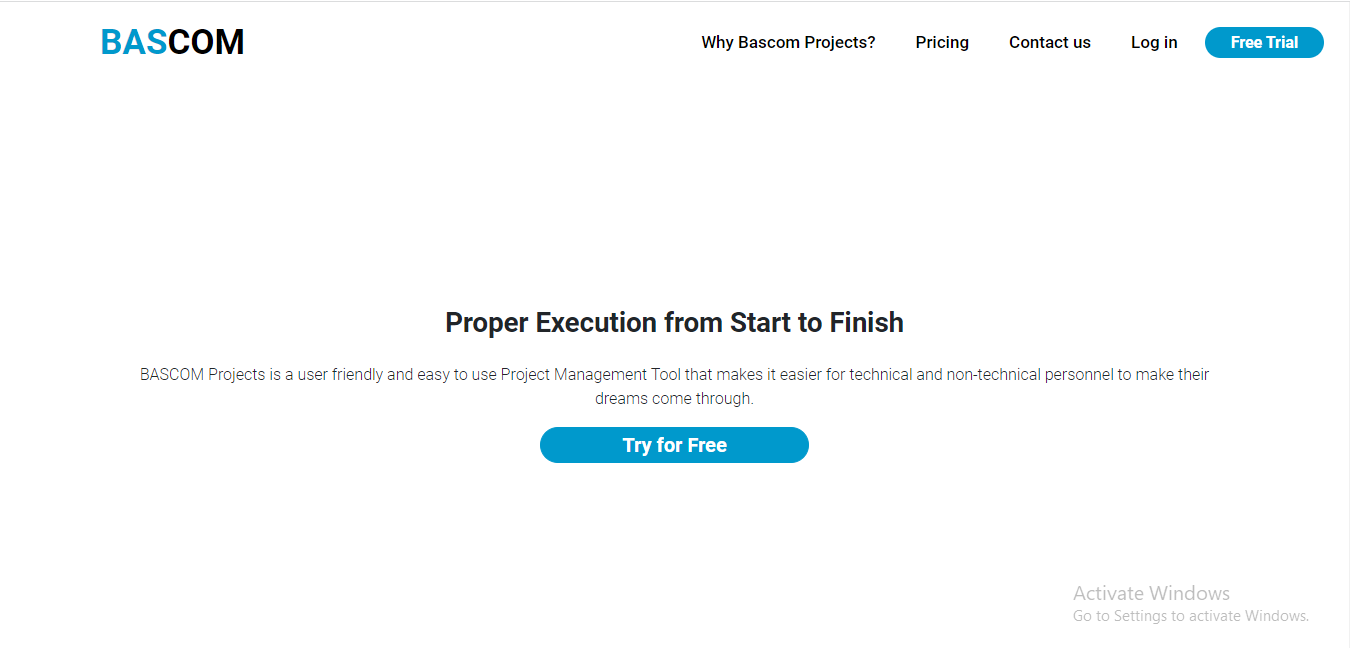 BASCOM
Why Bascom Projects?
Pricing
Contact us
Log in
Free Trial
Proper Execution from Start to Finish
BASCOM Projects is a user friendly and easy to use Project Management Tool that makes it easier for technical and non-technical personnel to make their
dreams come through.
Try for Free
Activate Windows
Go to Settings to activate Windows.